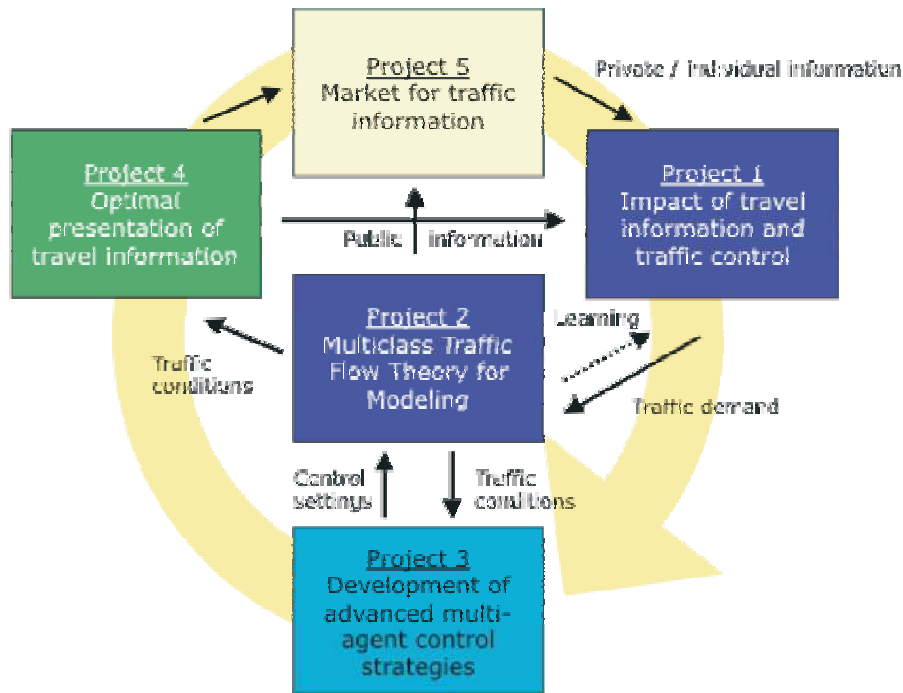 Project 5
Market for traffic
information
Private / individual information
Project 4
Optimal
presentation of
travel information
Project 1
Impact of travel
information and
traffic control
Public information
Project 2
Multiclass Traffic
Flow Theory for
Modeling
Learning
Traffic
conditions
Traffic demand
Control
settings
Traffic
conditions
Project 3
Development of
advanced multi-
agent control
strategies